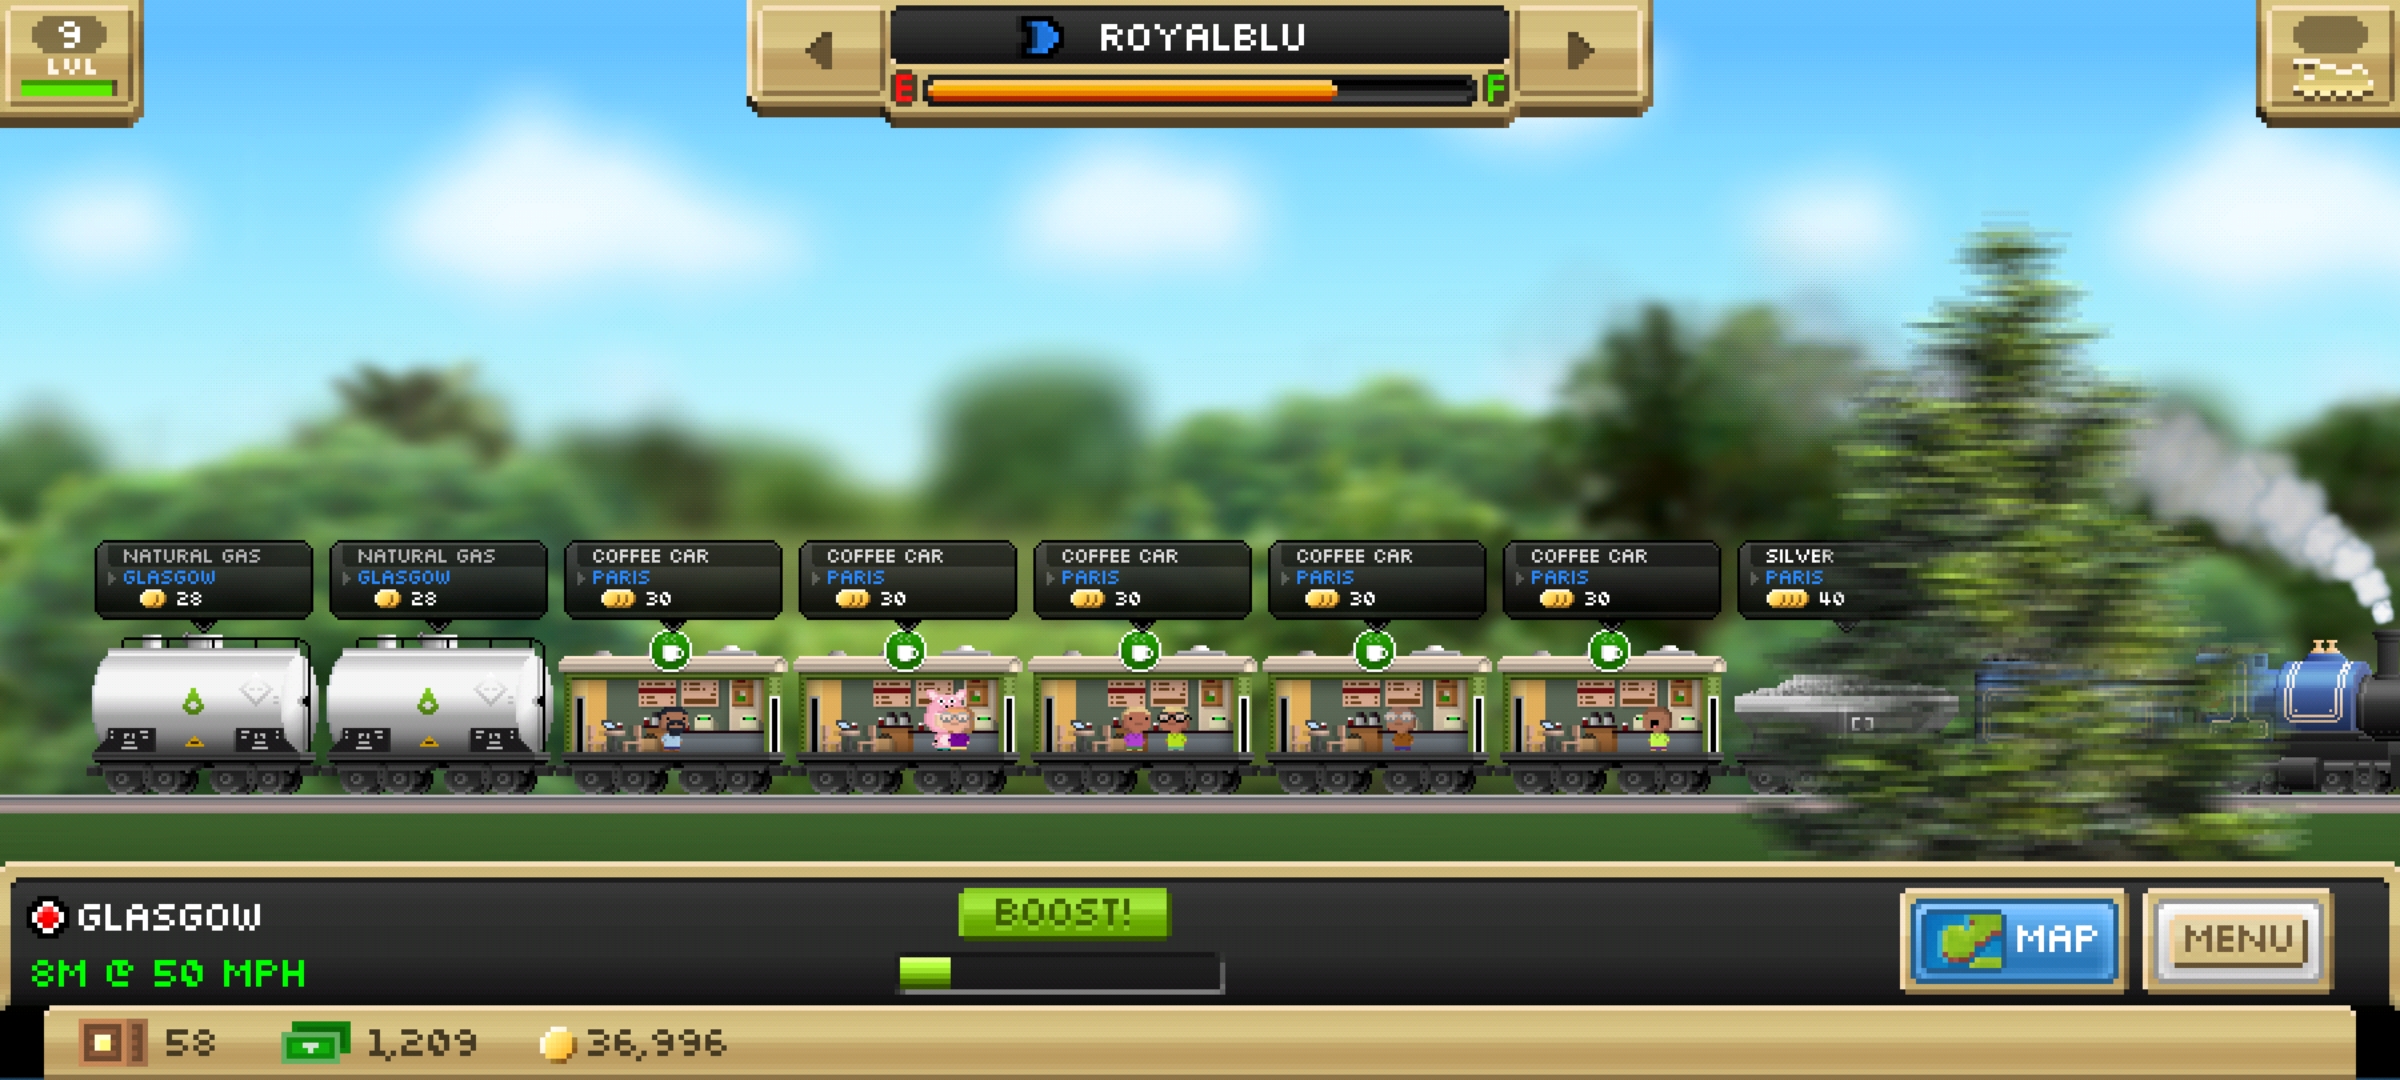 9
LVL
ROYALBLU
E
F
NATURAL GAS
GLASGOW
28
NATURAL GAS
GLASGOW
28
COFFEE CAR
PARIS
30
COFFEE CAR
PARIS
30
COFFEE CAR
PARIS
30
COFFEE CAR
PARIS
30
COFFEE CAR
PARIS
30
SILVER
PARIS
40
GLASGOW
8M @ 50 MPH
BOOST!
MAP
MENU
58
1,209
36,996